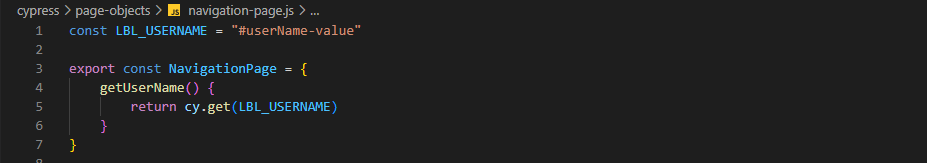 cypress > page-objects > JS navigation-page.js > ...
1 const LBL_USERNAME = "#userName-value"
2
3 export const NavigationPage = {
4 getUserName() {
5 return cy.get(LBL_USERNAME)
6 }
7 }
8